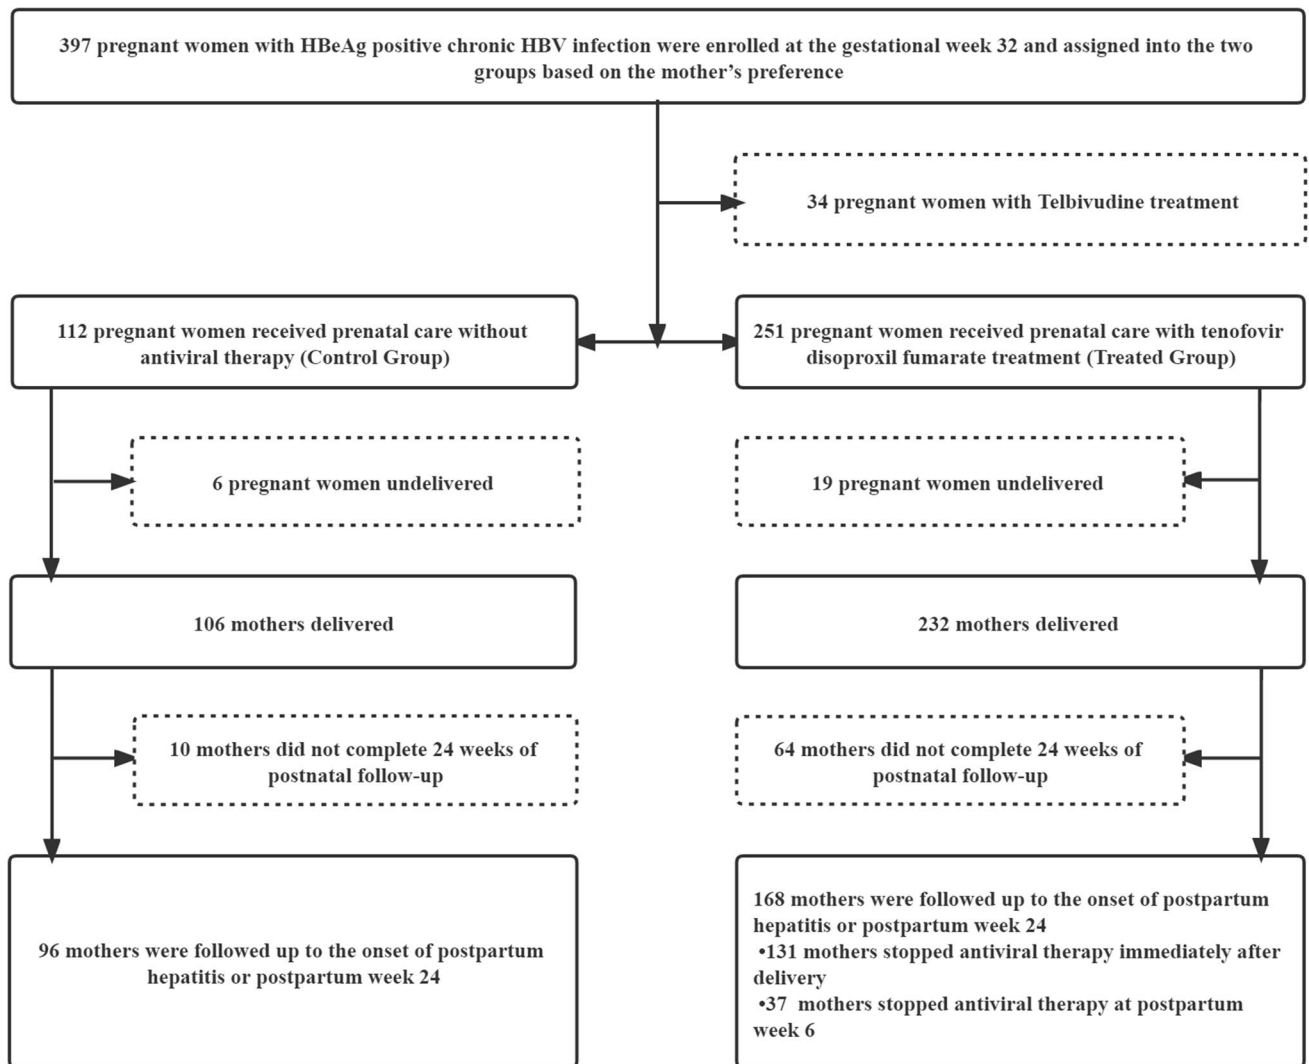 397 pregnant women with HBeAg positive chronic HBV infection were enrolled at the gestational week 32 and assigned into the two
groups based on the mother’s preference
34 pregnant women with Telbivudine treatment
112 pregnant women received prenatal care without
antiviral therapy (Control Group)
251 pregnant women received prenatal care with tenofovir
disoproxil fumarate treatment (Treated Group)
6 pregnant women undelivered
19 pregnant women undelivered
106 mothers delivered
232 mothers delivered
10 mothers did not complete 24 weeks of
postnatal follow-up
64 mothers did not complete 24 weeks of
postnatal follow-up
96 mothers were followed up to the onset of postpartum
hepatitis or postpartum week 24
168 mothers were followed up to the onset of postpartum
hepatitis or postpartum week 24
•131 mothers stopped antiviral therapy immediately after
delivery
•37 mothers stopped antiviral therapy at postpartum
week 6